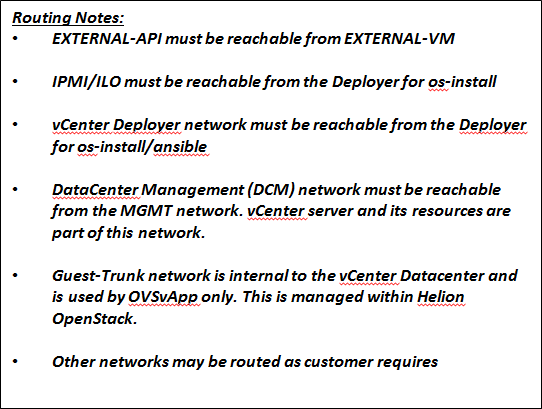 Routing Notes:
• EXTERNAL-API must be reachable from EXTERNAL-VM
• IPMI/ILO must be reachable from the Deployer for os-install
• vCenter Deployer network must be reachable from the Deployer
for os-install/ansible
• DataCenter Management (DCM) network must be reachable
from the MGMT network. vCenter server and its resources are
part of this network.
• Guest-Trunk network is internal to the vCenter Datacenter and
is used by OVSvApp only. This is managed within Helion
OpenStack.
• Other networks may be routed as customer requires